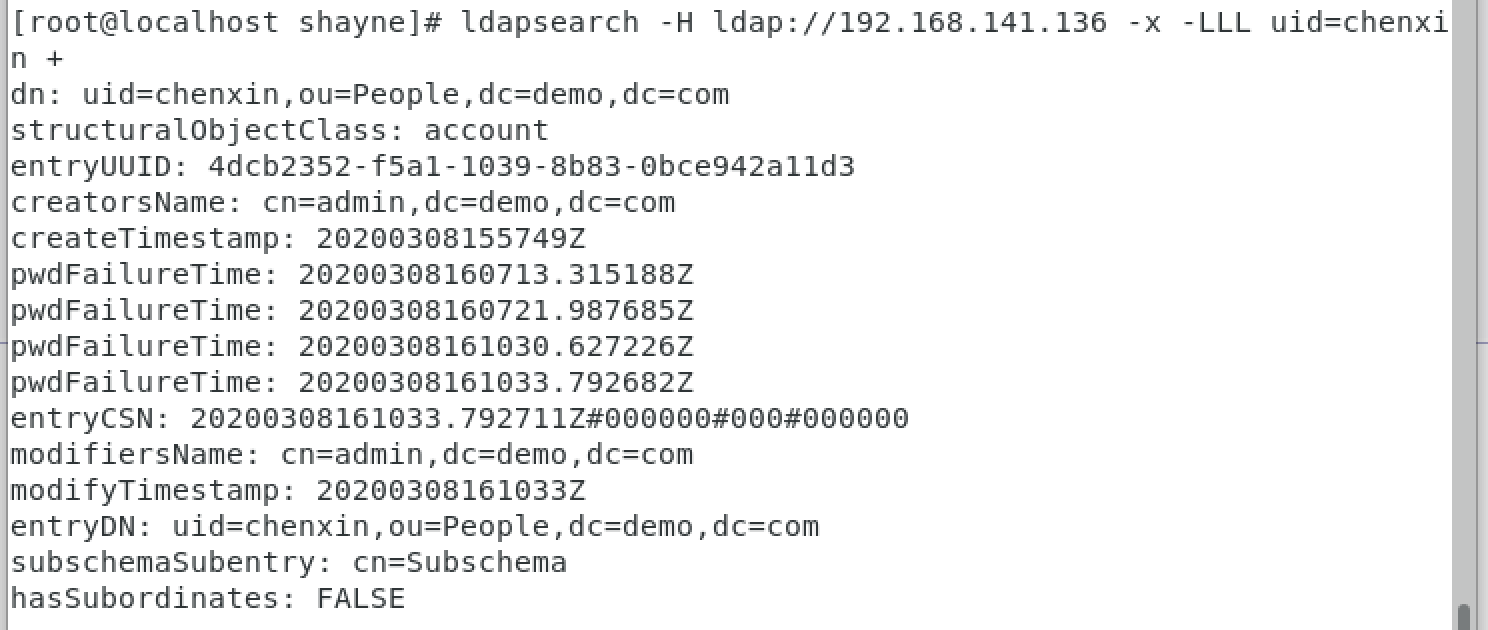 [root@localhost shayne]# ldapsearch -H ldap://192.168.141.136 -x -LLL uid=chenxi
n +
dn: uid=chenxin,ou=People,dc=demo,dc=com
structuralObjectClass: account
entryUUID: 4dcb2352-f5a1-1039-8b83-0bce942a11d3
creatorsName: cn=admin,dc=demo,dc=com
createTimestamp: 20200308155749Z
pwdFailureTime: 20200308160713.315188Z
pwdFailureTime: 20200308160721.987685Z
pwdFailureTime: 20200308161030.627226Z
pwdFailureTime: 20200308161033.792682Z
entryCSN: 20200308161033.792711Z#000000#000#000000
modifiersName: cn=admin,dc=demo,dc=com
modifyTimestamp: 20200308161033Z
entryDN: uid=chenxin,ou=People,dc=demo,dc=com
subschemaSubentry: cn=Subschema
hasSubordinates: FALSE